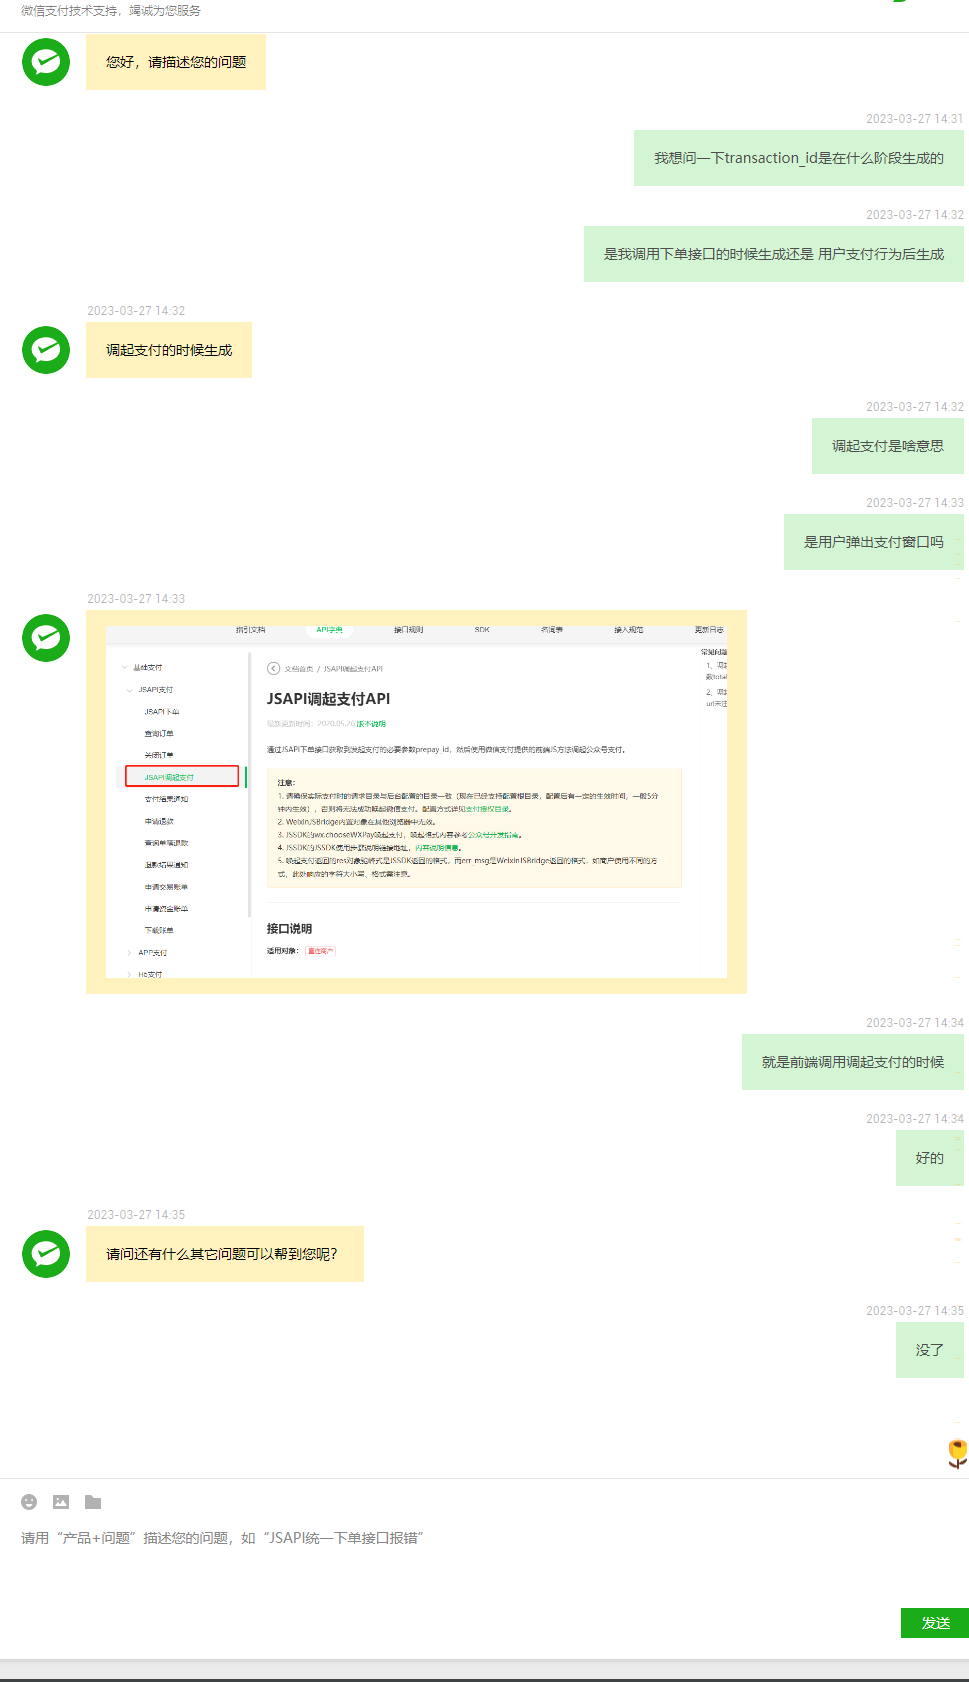 微信支付技术支持，竭诚为您服务
您好，请描述您的问题
2023-03-27 14:31
我想问一下transaction_id是在什么阶段生成的
2023-03-27 14:32
是我调用下单接口的时候生成还是 用户支付行为后生成
2023-03-27 14:32
调起支付的时候生成
2023-03-27 14:32
调起支付是啥意思
2023-03-27 14:33
是用户弹出支付窗口吗
2023-03-27 14:33
指引文档 API字典 接口规则 SDK 名词表 接入规范 更新日志
基础支付
JSAPI支付
JSAPI下单
查询订单
关闭订单
JSAPI调起支付
支付结果通知
申请退款
查询单笔退款
退款结果通知
申请交易账单
申请资金账单
下载账单
APP支付
H5支付
文档首页 / JSAPI调起支付API
JSAPI调起支付API
最新更新时间：2020.05.26 版本说明
通过JSAPI下单接口获取到发起支付的必要参数prepay_id，然后使用微信支付提供的前端JS方法调起公众号支付。
注意：
1. 请确保实际支付时的请求目录与后台配置的目录一致（现在已经支持配置根目录，配置后有一定的生效时间，一般5分
钟内生效），否则将无法成功唤起微信支付。配置方式详见支付授权目录。
2. WeixinJSBridge内置对象在其他浏览器中无效。
3. JSSDK的wx.chooseWXPay唤起支付，唤起格式内容参考公众号开发指南。
4. JSSDK的JSSDK使用步骤说明链接地址，内容说明信息。
5. 唤起支付返回的res对象始终是JSSDK返回的格式，而err_msg是WeixinJSBridge返回的格式，如商户使用不同的方
式，此处响应的字符大小写、格式需注意。
接口说明
适用对象： 直连商户
常见问题
1、调起
数total
2、调起
url未注
2023-03-27 14:34
就是前端调用调起支付的时候
2023-03-27 14:34
好的
2023-03-27 14:35
请问还有什么其它问题可以帮到您呢？
2023-03-27 14:35
没了
请用“产品+问题”描述您的问题，如“JSAPI统一下单接口报错”
发送